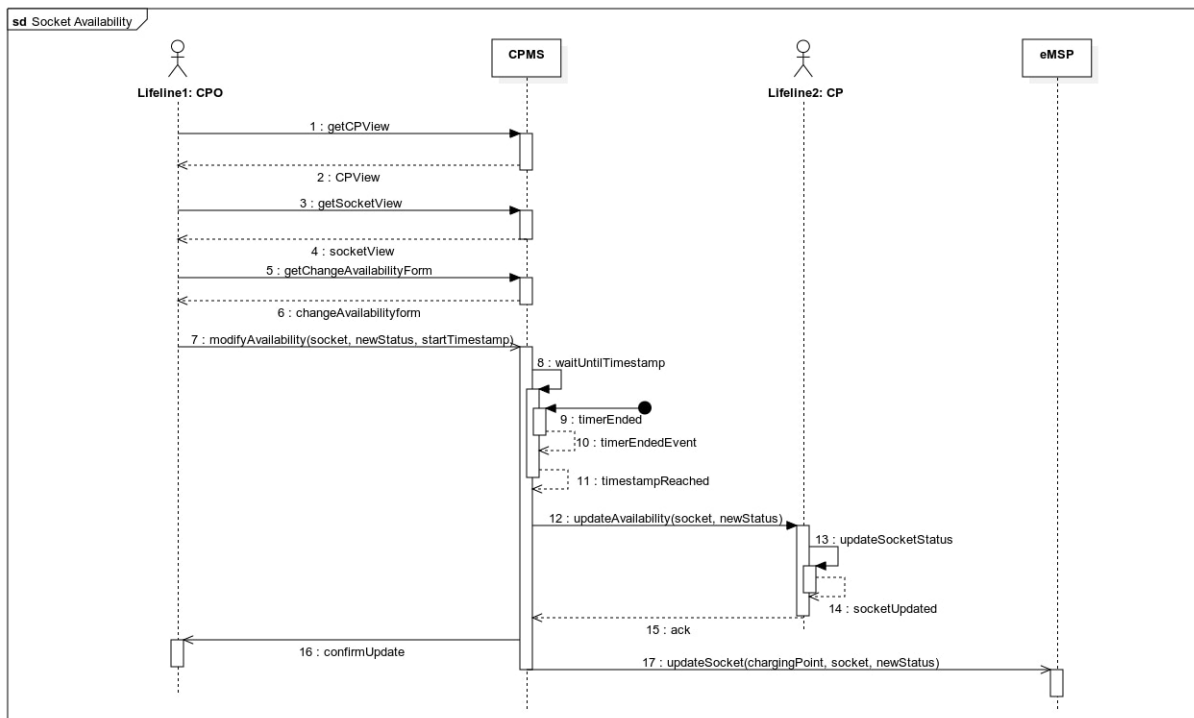 sd Socket Availability
CPMS
eMSP
Lifeline1: CPO
Lifeline2: CP
1 : getCPView
2 : CPView
3 : getSocketView
4 : socketView
5 : getChangeAvailabilityForm
6 : changeAvailabilityform
7 : modifyAvailability(socket, newStatus, startTimestamp)
8 : waitUntilTimestamp
9 : timerEnded
10 : timerEndedEvent
11 : timestampReached
12 : updateAvailability(socket, newStatus)
13 : updateSocketStatus
14 : socketUpdated
15 : ack
16 : confirmUpdate
17 : updateSocket(chargingPoint, socket, newStatus)